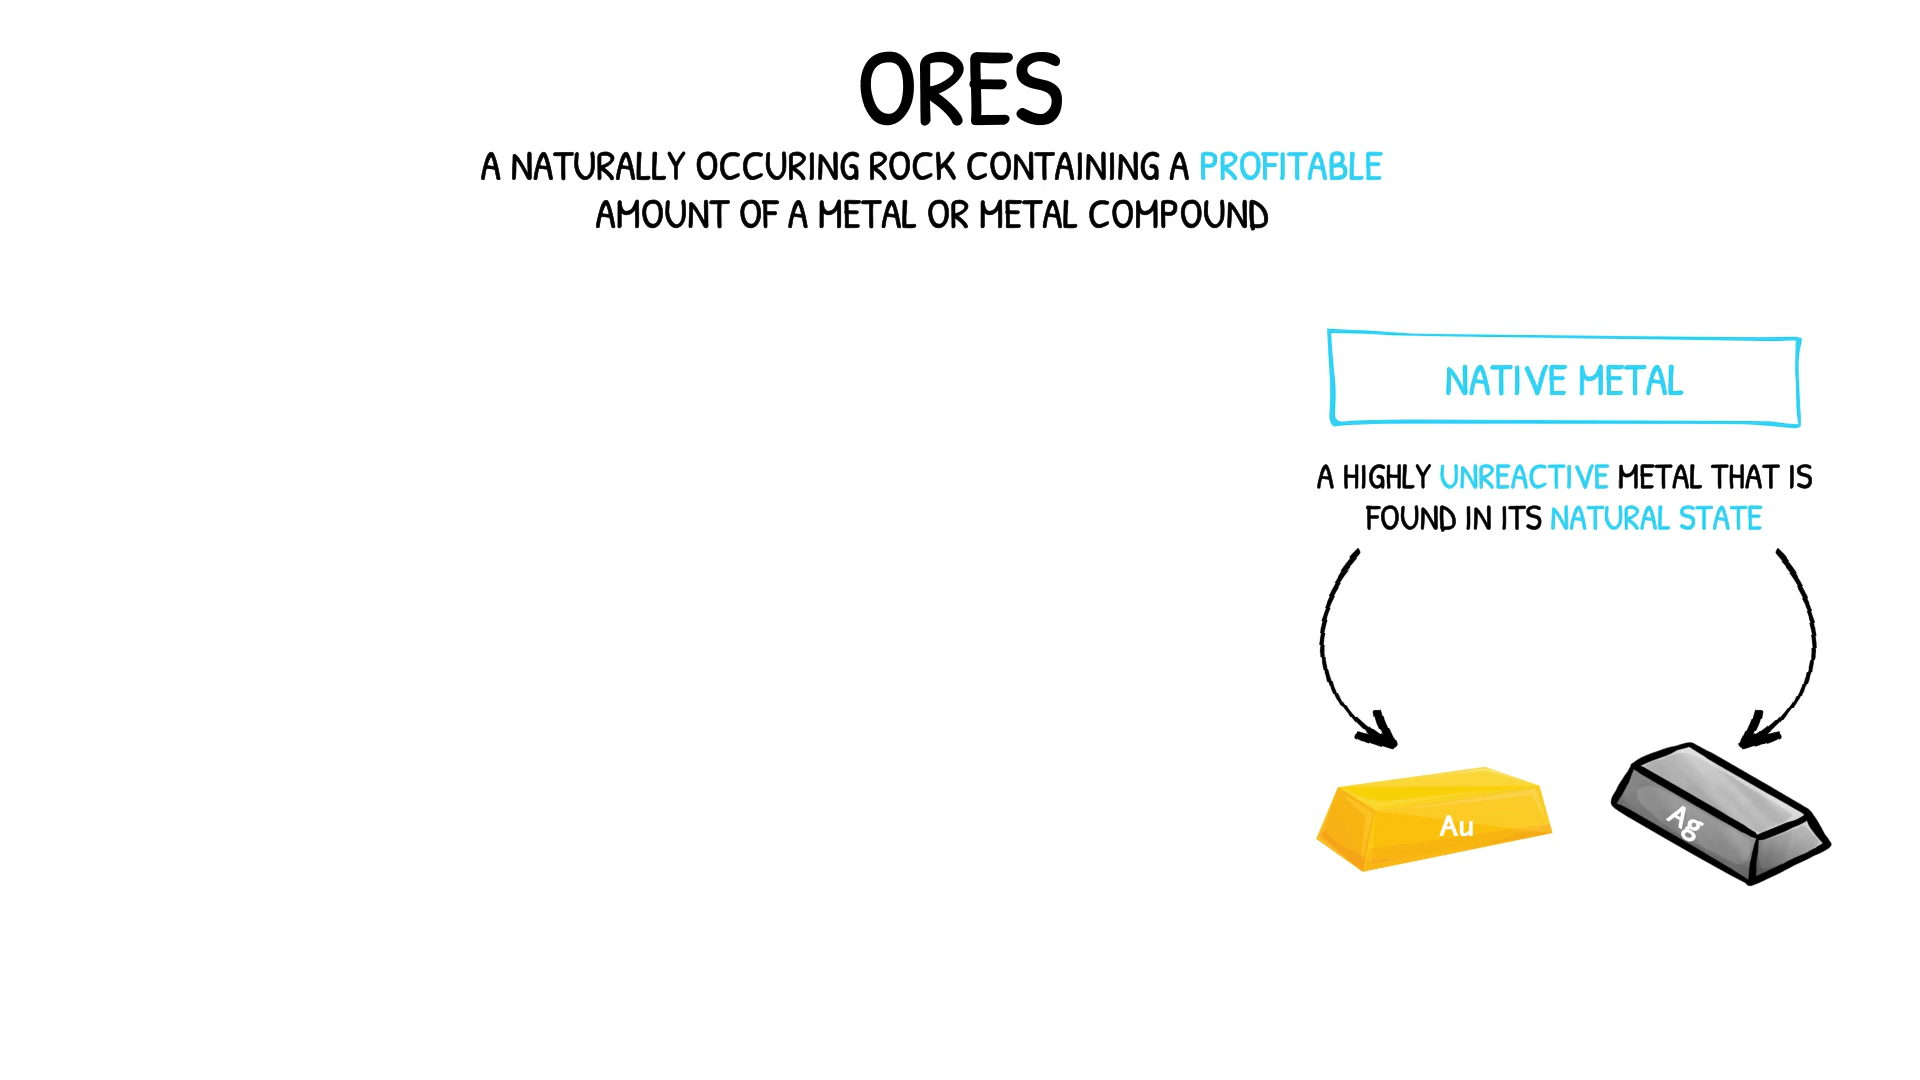 ORES
A NATURALLY OCCURING ROCK CONTAINING A PROFITABLE
AMOUNT OF A METAL OR METAL COMPOUND
NATIVE METAL
A HIGHLY UNREACTIVE METAL THAT IS
FOUND IN ITS NATURAL STATE
Au
Ag